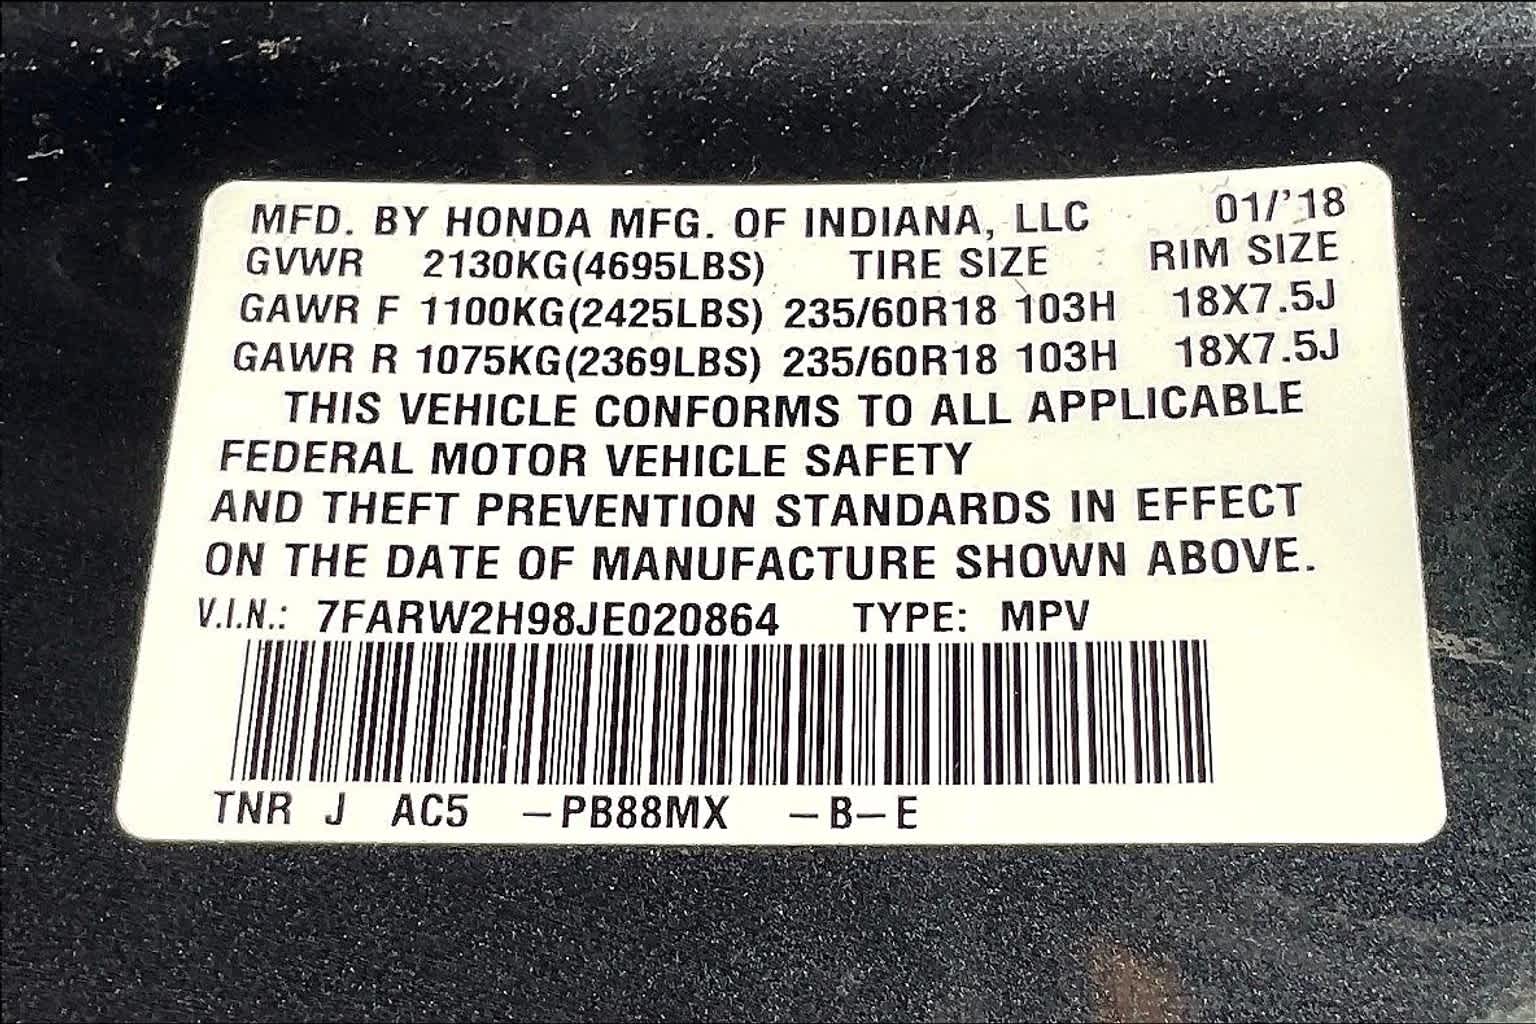 MFD. BY HONDA MFG. OF INDIANA, LLC 01/'18
GVWR 2130KG(4695LBS) TIRE SIZE RIM SIZE
GAWR F 1100KG(2425LBS) 235/60R18 103H 18X7.5J
GAWR R 1075KG(2369LBS) 235/60R18 103H 18X7.5J
THIS VEHICLE CONFORMS TO ALL APPLICABLE
FEDERAL MOTOR VEHICLE SAFETY
AND THEFT PREVENTION STANDARDS IN EFFECT
ON THE DATE OF MANUFACTURE SHOWN ABOVE.
V.I.N.: 7FARW2H98JE020864 TYPE: MPV
TNR J AC5 –PB88MX –B–E